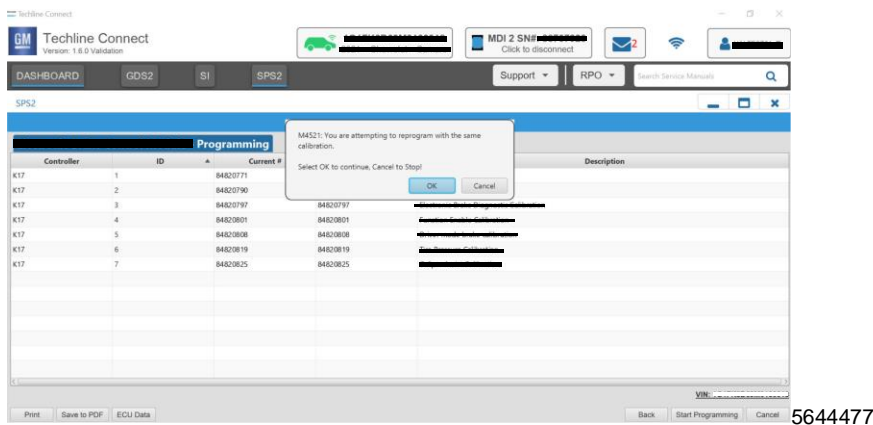 Techline Connect
GM
Techline Connect
Version: 1.6.0 Validation
MDI 2 SN#:
Click to disconnect
2
DASHBOARD GDS2 SI SPS2 Support RPO Search Service Manuals
SPS2
Programming
M4521: You are attempting to reprogram with the same
calibration.
Select OK to continue, Cancel to Stop!
OK Cancel
Controller ID Current # Description
K17 1 84820771
K17 2 84820790
K17 3 84820797 84820797
K17 4 84820801 84820801
K17 5 84820808 84820808
K17 6 84820819 84820819
K17 7 84820825 84820825
VIN:
Print Save to PDF ECU Data Back Start Programming Cancel
5644477